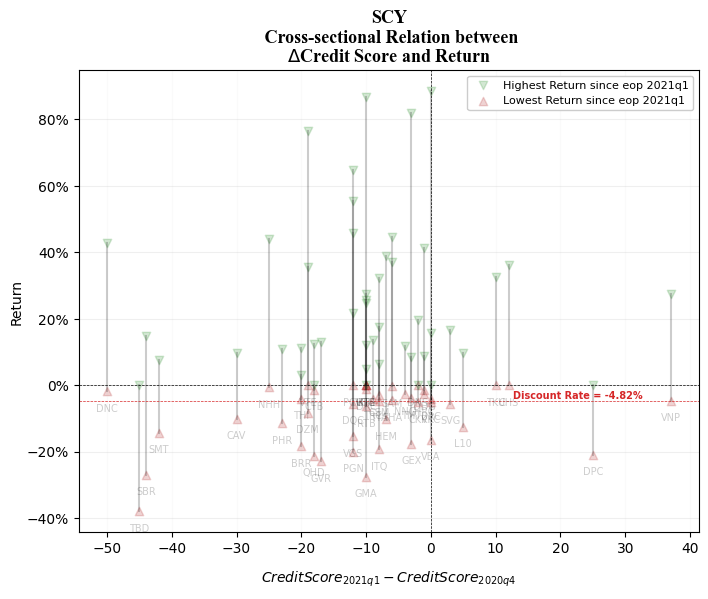 SCY
Cross-sectional Relation between
ΔCredit Score and Return
Highest Return since eop 2021q1
Lowest Return since eop 2021q1
Return
80%
60%
40%
20%
0%
−20%
−40%
Discount Rate = -4.82%
DNC
NHH
VNP
SVG
CAV
PHR
DZM
SMT
L10
HEM
BRR
VCS
GEX
VEA
QHD
PGN
ITQ
DPC
GVR
SBR
GMA
TBD
−50
−40
−30
−20
−10
0
10
20
30
40
CreditScore2021q1 − CreditScore2020q4